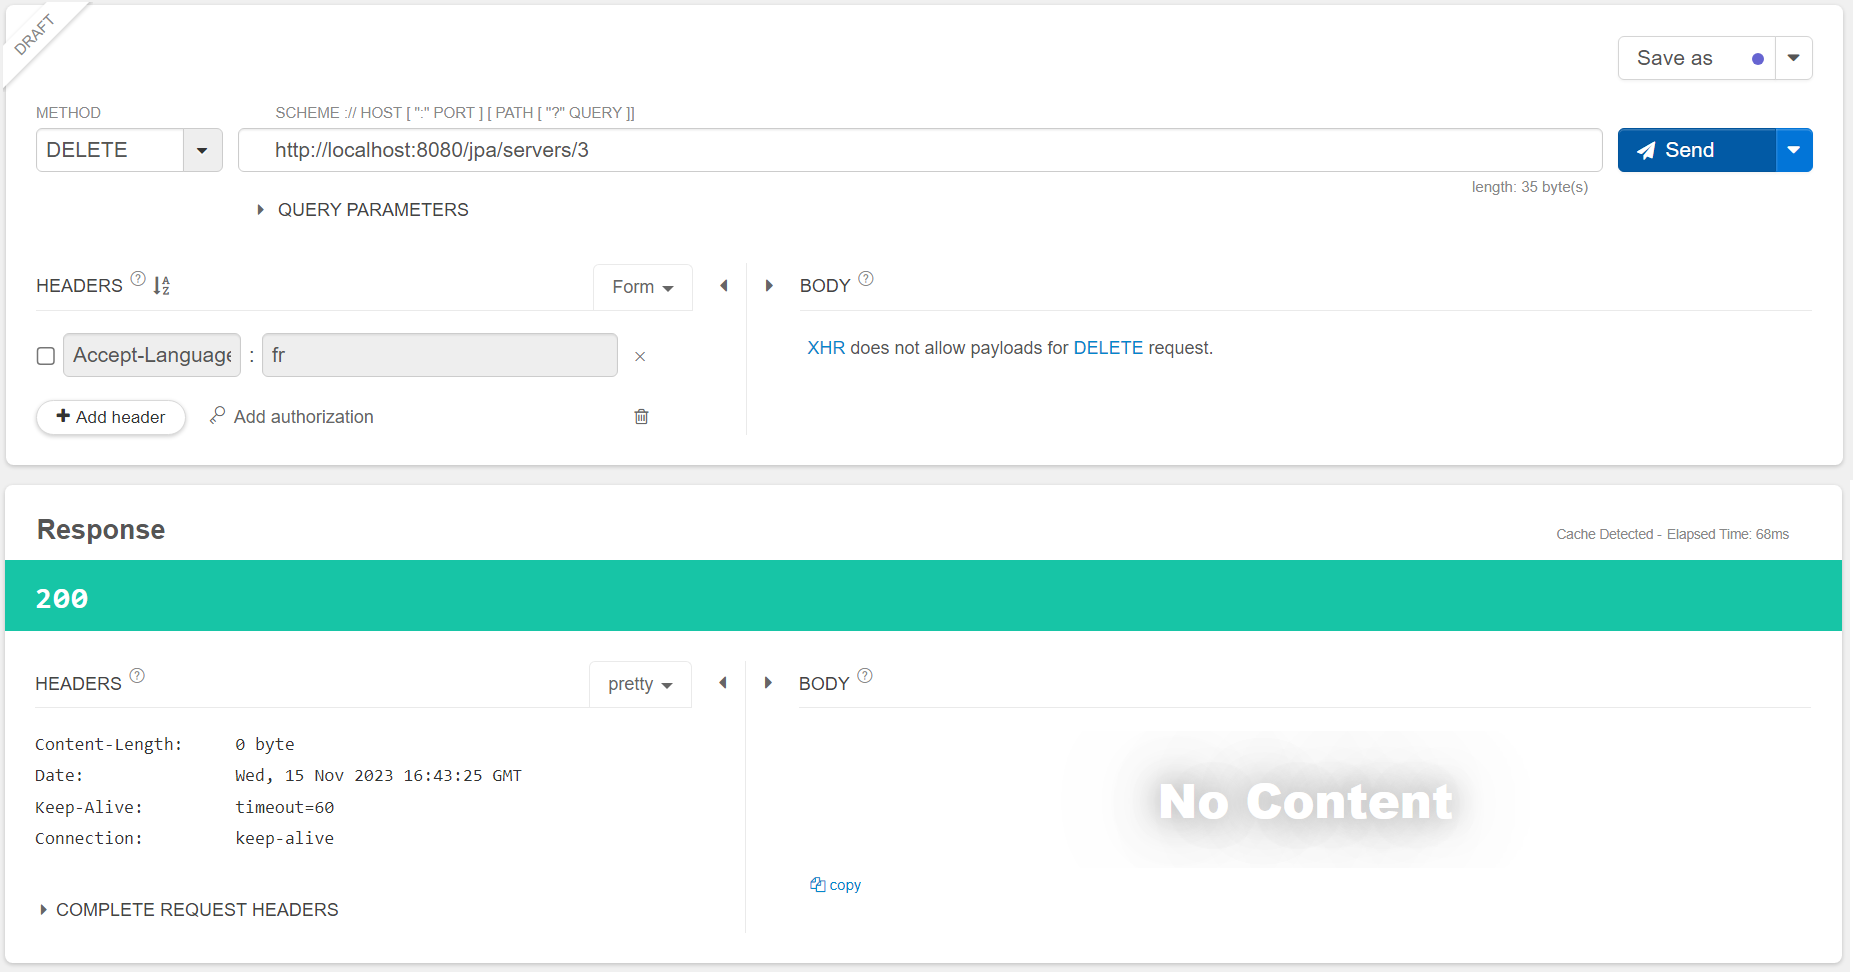 DRAFT
Save as
METHOD
SCHEME :// HOST [ ":" PORT ] [ PATH [ "?" QUERY ]]
DELETE
http://localhost:8080/jpa/servers/3
Send
length: 35 byte(s)
QUERY PARAMETERS
HEADERS ? AZ
Form
BODY ?
Accept-Language : fr
×
XHR does not allow payloads for DELETE request.
+ Add header
Add authorization
Response
Cache Detected - Elapsed Time: 68ms
200
HEADERS ?
pretty
BODY ?
Content-Length: 0 byte
Date: Wed, 15 Nov 2023 16:43:25 GMT
Keep-Alive: timeout=60
Connection: keep-alive
No Content
copy
COMPLETE REQUEST HEADERS